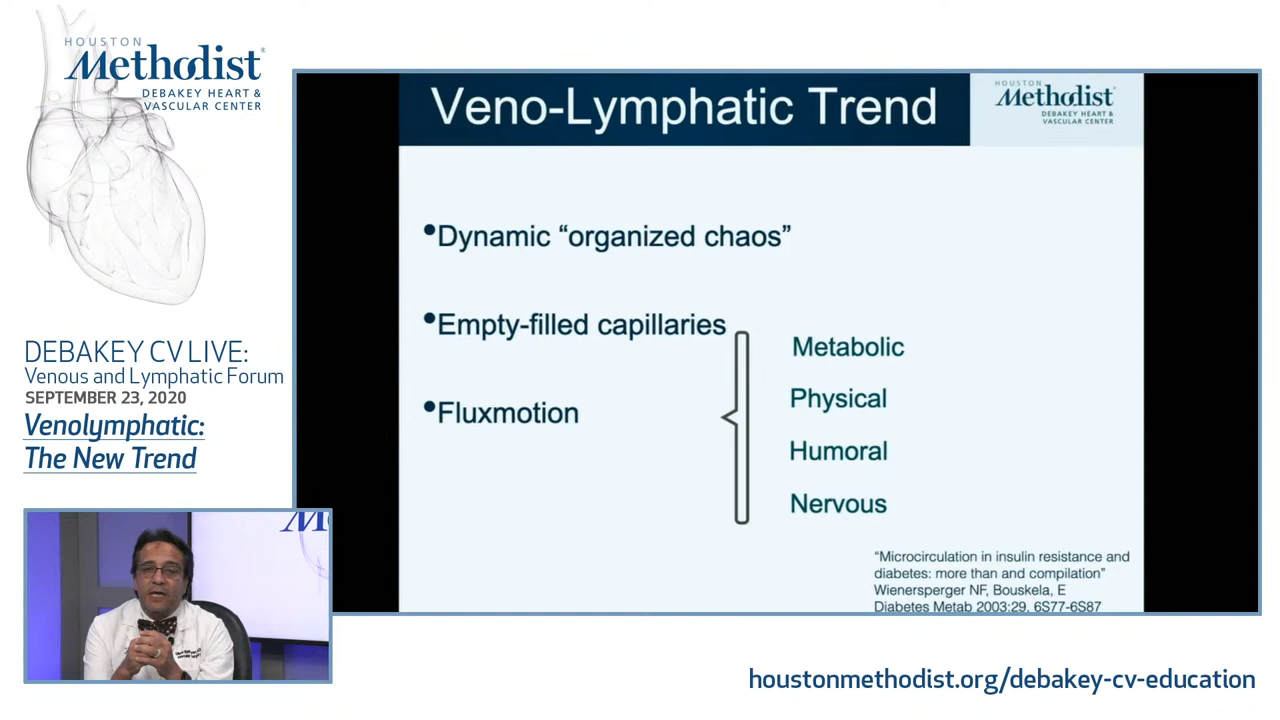 HOUSTON
Methodist
DEBAKEY HEART &
VASCULAR CENTER
DEBAKEY CV LIVE:
Venous and Lymphatic Forum
SEPTEMBER 23, 2020
Venolymphatic:
The New Trend
Veno-Lymphatic Trend
HOUSTON
Methodist
DEBAKEY HEART &
VASCULAR CENTER
•Dynamic “organized chaos”
•Empty-filled capillaries
•Fluxmotion
Metabolic
Physical
Humoral
Nervous
“Microcirculation in insulin resistance and
diabetes: more than and compilation”
Wienersperger NF, Bouskela, E
Diabetes Metab 2003:29, 6S77-6S87
houstonmethodist.org/debakey-cv-education